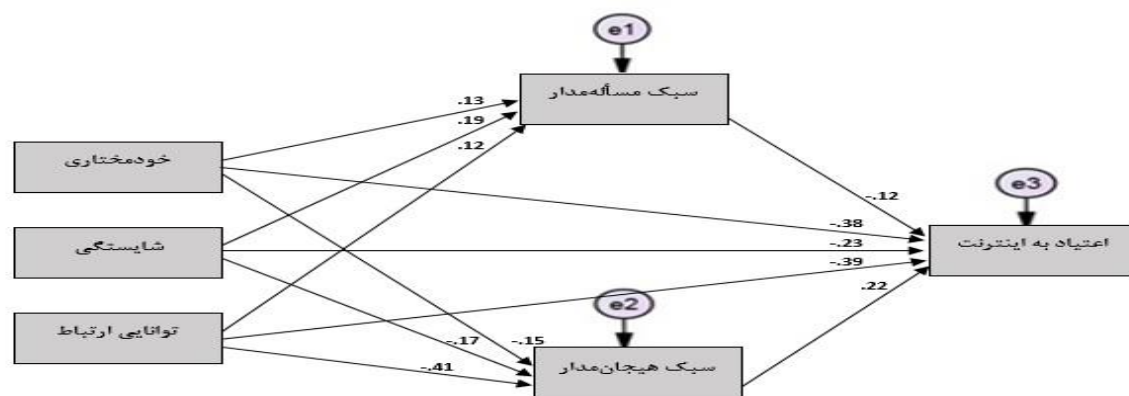 e1
سبک مسأله‌مدار
.13
.19
.12
خودمختاری
e3
-.12
-.38
شایستگی
-.23
اعتیاد به اینترنت
-.39
e2
.22
توانایی ارتباط
-.17
-.15
-.41
سبک هیجان‌مدار